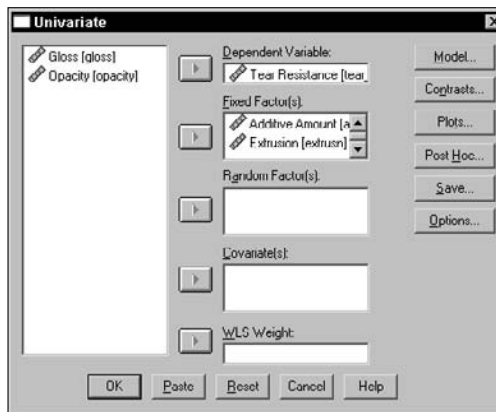 Univariate
Gloss [gloss]
Opacity [opacity]
Dependent Variable:
Tear Resistance [tear_
Fixed Factor(s):
Additive Amount [a
Extrusion [extrusn]
Random Factor(s):
Covariate(s):
WLS Weight:
Model...
Contrasts...
Plots...
Post Hoc...
Save...
Options...
OK
Paste
Reset
Cancel
Help